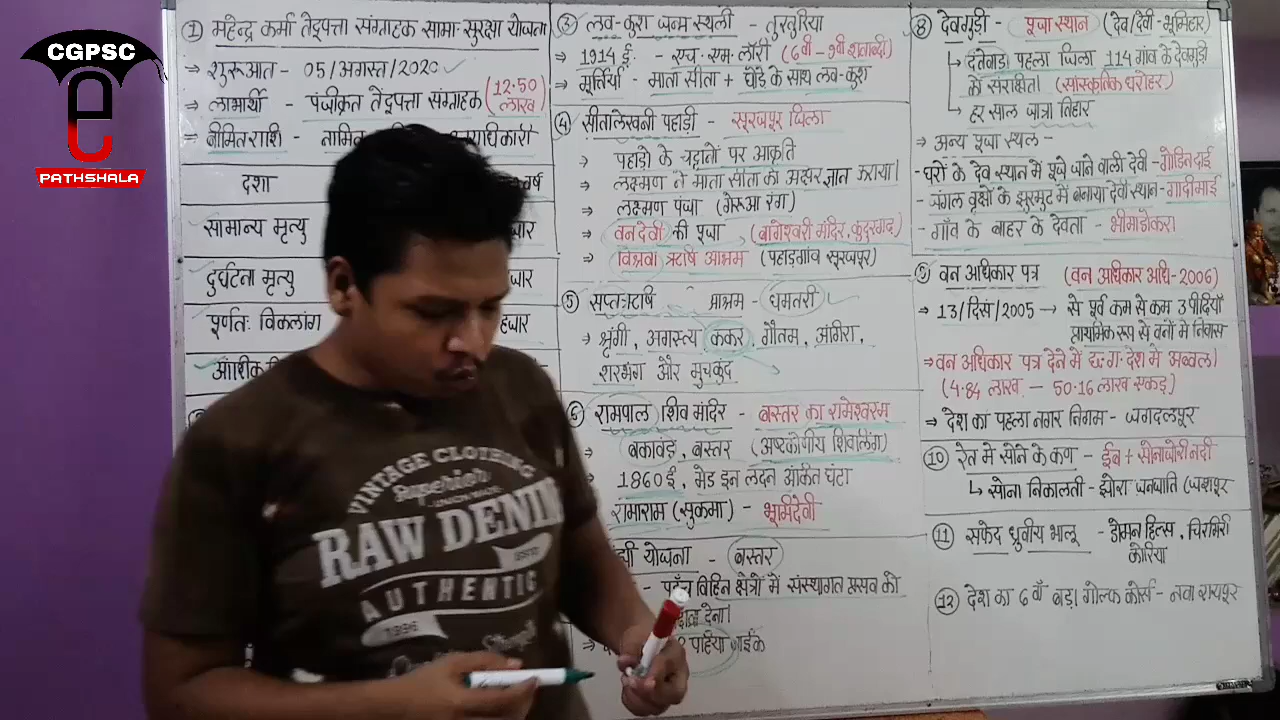 CGPSC
e
PATHSHALA
① महेन्द्र कर्मा तेंदूपत्ता संग्राहक सामा. सुरक्षा योजना
⇒ शुरूआत - 05/अगस्त/2020
⇒ लाभार्थी - पंजीकृत तेंदूपत्ता संग्राहक (12.50 लाख)
⇒ बीमित राशि -
दशा
वर्ष
सामान्य मृत्यु
दुर्घटना मृत्यु
पूर्णतः विकलांग
आंशिक
③ लव-कुश जन्म स्थली - तुरतुरिया
⇒ 1914 ई. - एच. एम. लॉरी (6वी - 9वी शताब्दी)
⇒ मूर्तियाँ - माता सीता + घोड़े के साथ लव-कुश
④ सीतालेखनी पहाड़ी - सूरजपूर जिला
⇒ पहाड़ी के चट्टानों पर आकृति
⇒ लक्ष्मण ने माता सीता को अक्षर ज्ञान कराया।
⇒ लक्ष्मण पंजा (गेरूआ रंग)
⇒ वनदेवी की पूजा (बागेश्वरी मंदिर, कुदुरगढ़)
⇒ विश्रवा ऋषि आश्रम (पहाड़गांव सूरजपूर)
⑤ सप्तऋषि आश्रम - धमतरी
⇒ श्रृंगी, अगस्त्य, कंकर, गौतम, अंगिरा,
शरभंग और मुचकुंद
⑥ रामपाल शिव मंदिर - बस्तर का रामेश्वरम
⇒ बकावंड, बस्तर (अष्टकोणीय शिवलिंग)
⇒ 1860 ई, मेड इन लंदन अंकित घंटा
रामाराम (सुकमा) - भूमिदेवी
योजना - बस्तर
- पहुँच विहिन क्षेत्रों में संस्थागत प्रसव को
देना।
पहिया बाईक
⑧ देवगुड़ी - पूजा स्थान (देव/देवी - भूमिहार)
↳ दंतेवाड़ा पहला जिला 114 गांव के देवगुड़ी
को संरक्षित। (सांस्कृतिक धरोहर)
↳ हर साल जात्रा तिहार
⇒ अन्य पूजा स्थल -
- घरों के देव स्थान में पूजे जाने वाली देवी - गोडिन दाई
- जंगल वृक्षों के झुरमुट में बनाया देवी स्थान - गादीमाई
- गाँव के बाहर के देवता - भीमाडोकरा
⑨ वन अधिकार पत्र (वन अधिकार अधि - 2006)
→ 13/दिस/2005 → से पूर्व कम से कम 3 पीढ़ियों
प्राथमिक रूप से वनों में निवास
⇒ वन अधिकार पत्र देने में छ.ग. देश में अव्वल।
(4.84 लाख - 50.16 लाख एकड़)
⇒ देश का पहला नगर निगम - जगदलपूर
⑩ रेत में सोने के कण - ईब + सोनाजोरी नदी
↳ सोना निकालती - झोरा जनजाति (जशपूर
⑪ सफेद ध्रुवीय भालू - डोमन हिल्स, चिरमिरी
कोरिया
⑫ देश का 6वाँ बड़ा गोल्फ कोर्स - नवा रायपूर
VINTAGE CLOTHING
Superior
RAW DENIM
AUTHENTIC
1996